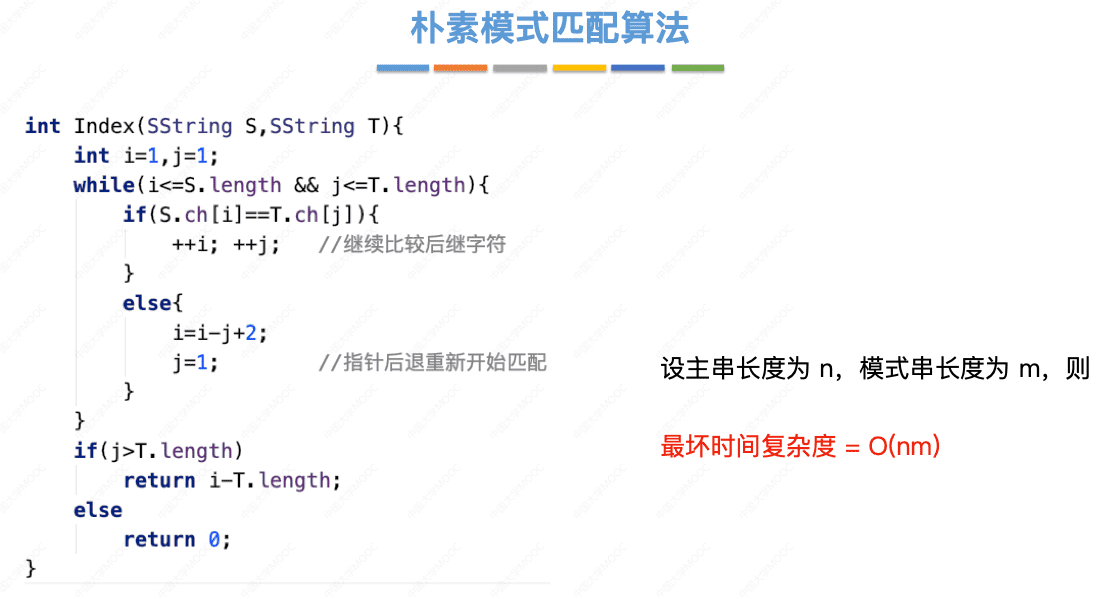 朴素模式匹配算法
int Index(SString S,SString T){
    int i=1,j=1;
    while(i<=S.length && j<=T.length){
        if(S.ch[i]==T.ch[j]){
            ++i; ++j;   //继续比较后继字符
        }
        else{
            i=i-j+2;
            j=1;        //指针后退重新开始匹配
        }
    }
    if(j>T.length)
        return i-T.length;
    else
        return 0;
}
设主串长度为 n，模式串长度为 m，则
最坏时间复杂度 = O(nm)